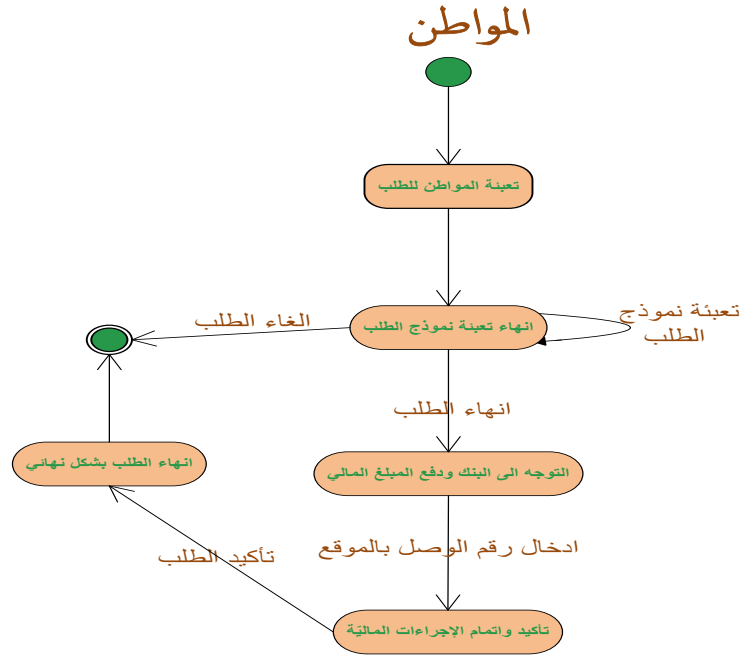 المواطن
تعبئة المواطن للطلب
انهاء تعبئة نموذج الطلب
تعبئة نموذج
الطلب
الغاء الطلب
انهاء الطلب
التوجه الى البنك ودفع المبلغ المالي
انهاء الطلب بشكل نهائي
ادخال رقم الوصل بالموقع
تأكيد الطلب
تأكيد واتمام الإجراءات الماليّة